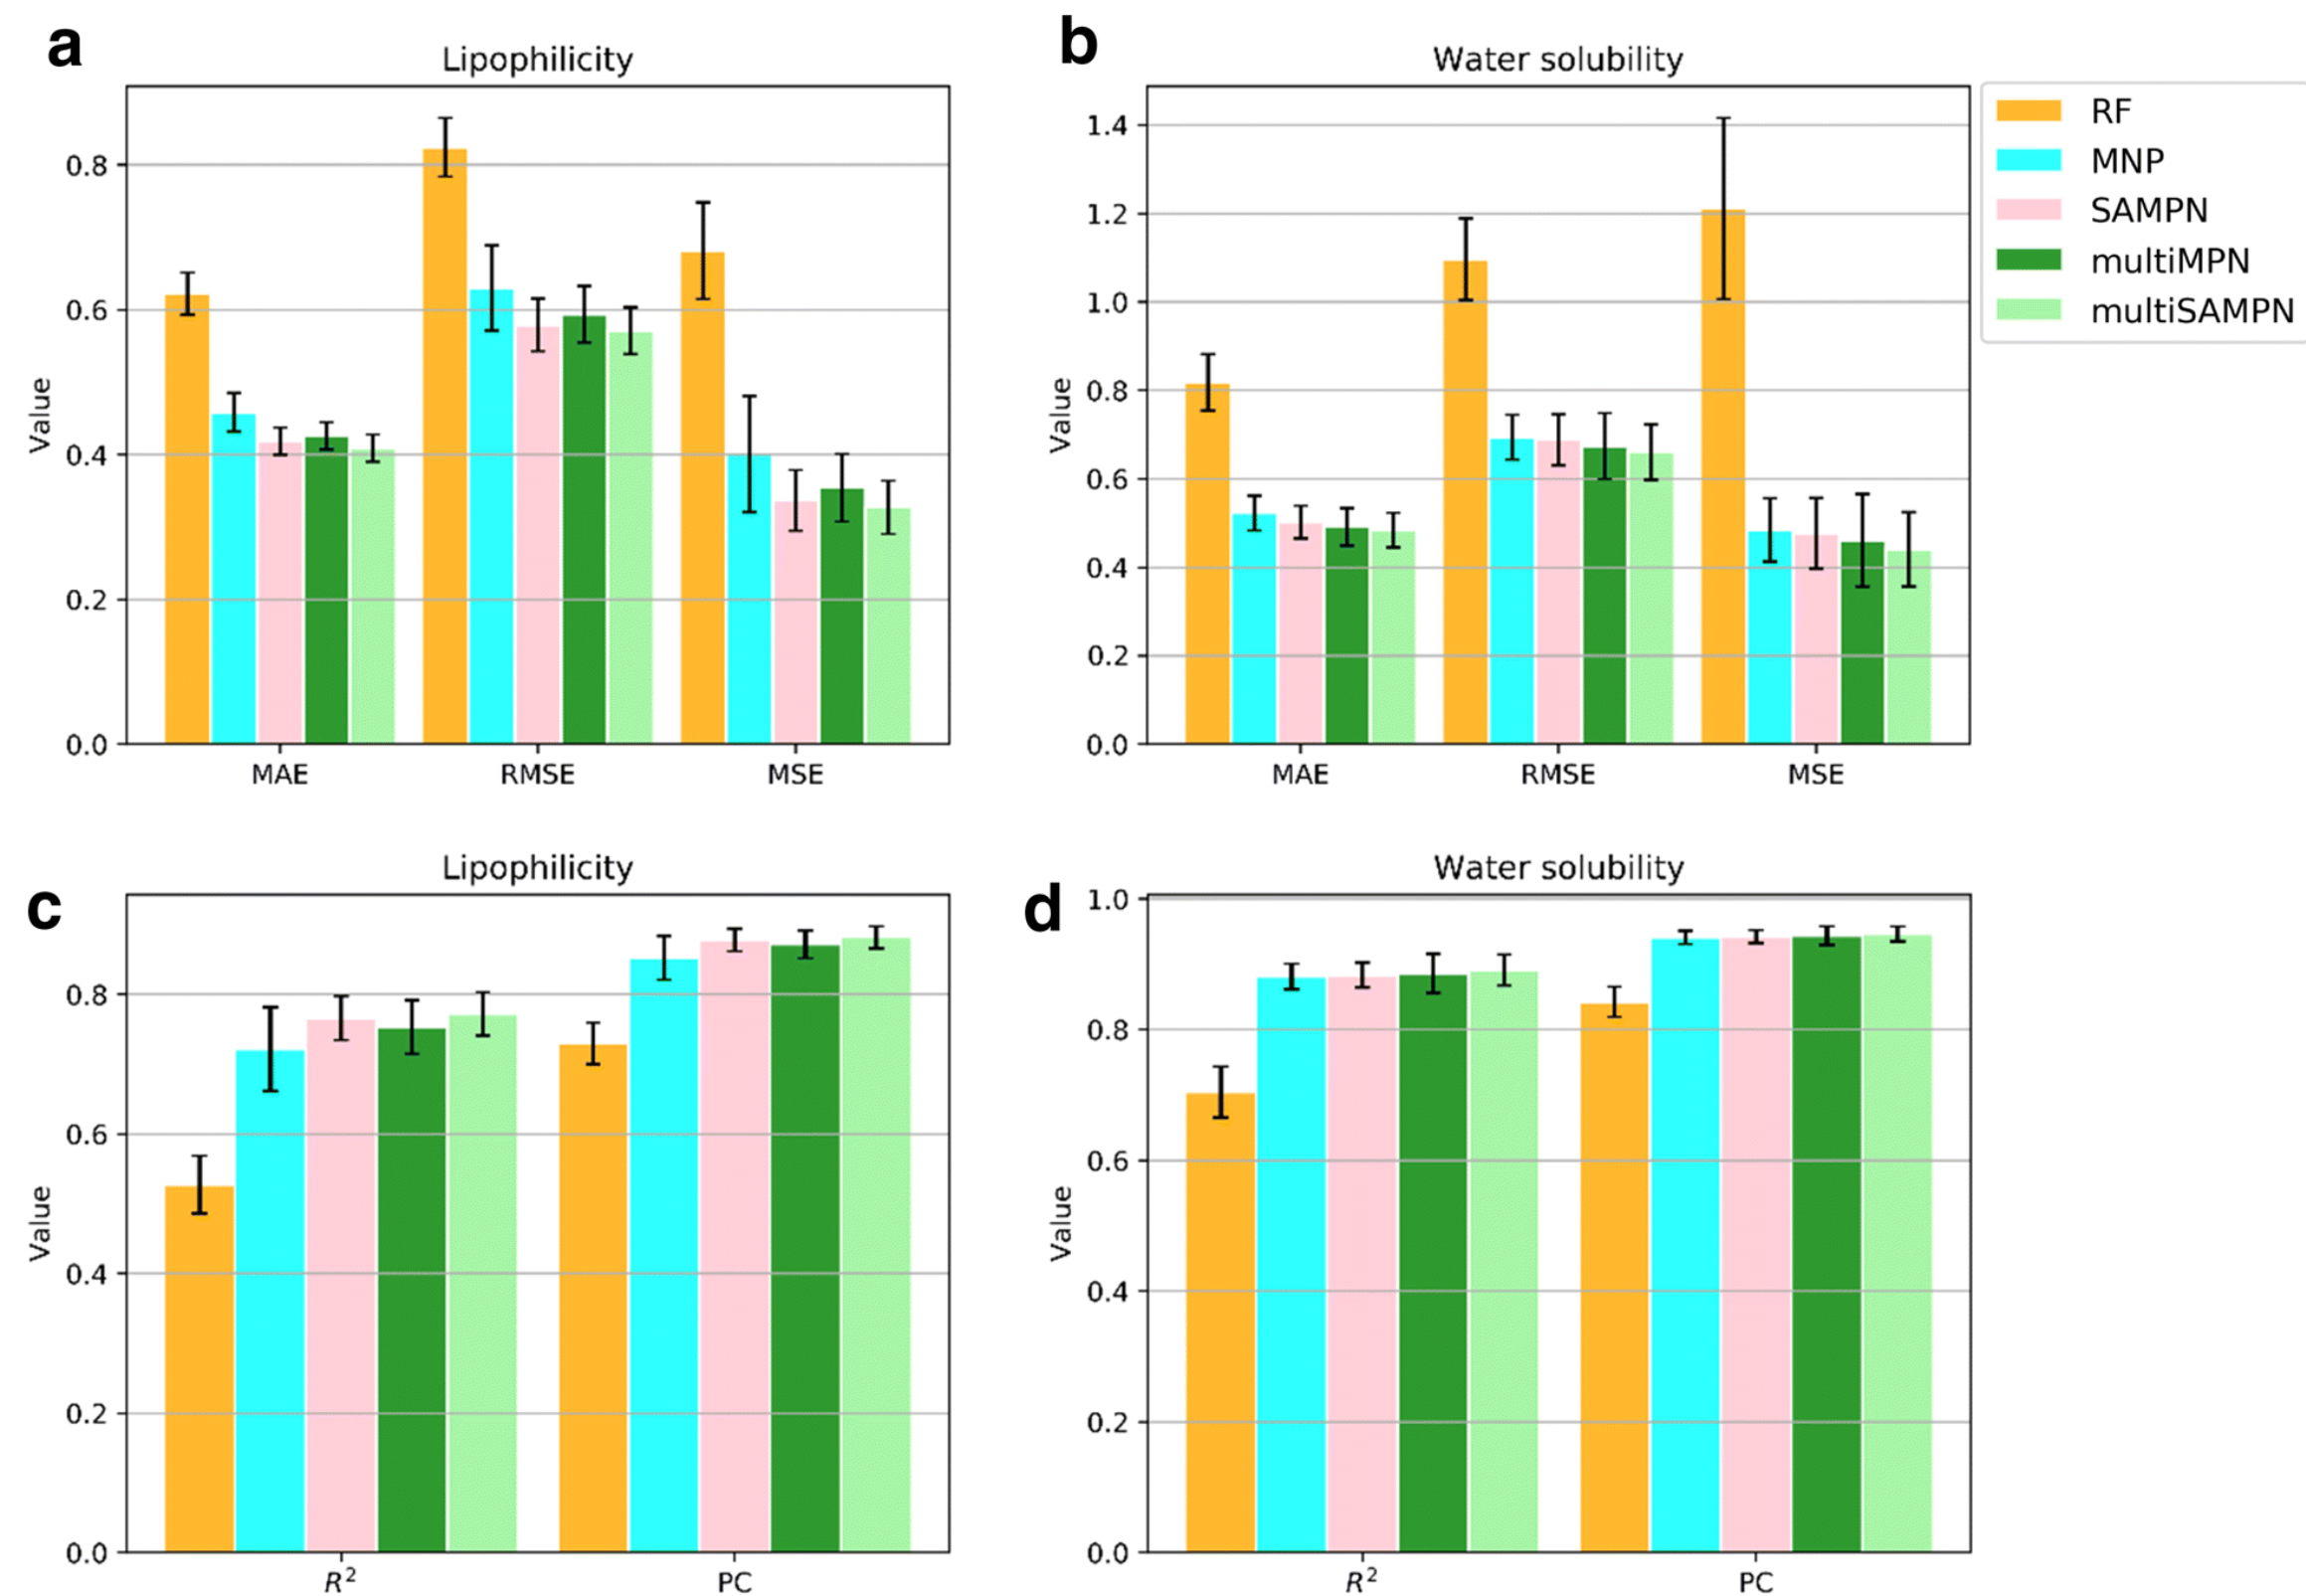 a
Lipophilicity
Value
0.8
0.6
0.4
0.2
0.0
MAE RMSE MSE
b
Water solubility
Value
1.4
1.2
1.0
0.8
0.6
0.4
0.2
0.0
MAE RMSE MSE
RF
MNP
SAMPN
multiMPN
multiSAMPN
c
Lipophilicity
Value
0.8
0.6
0.4
0.2
0.0
R² PC
d
Water solubility
Value
1.0
0.8
0.6
0.4
0.2
0.0
R² PC